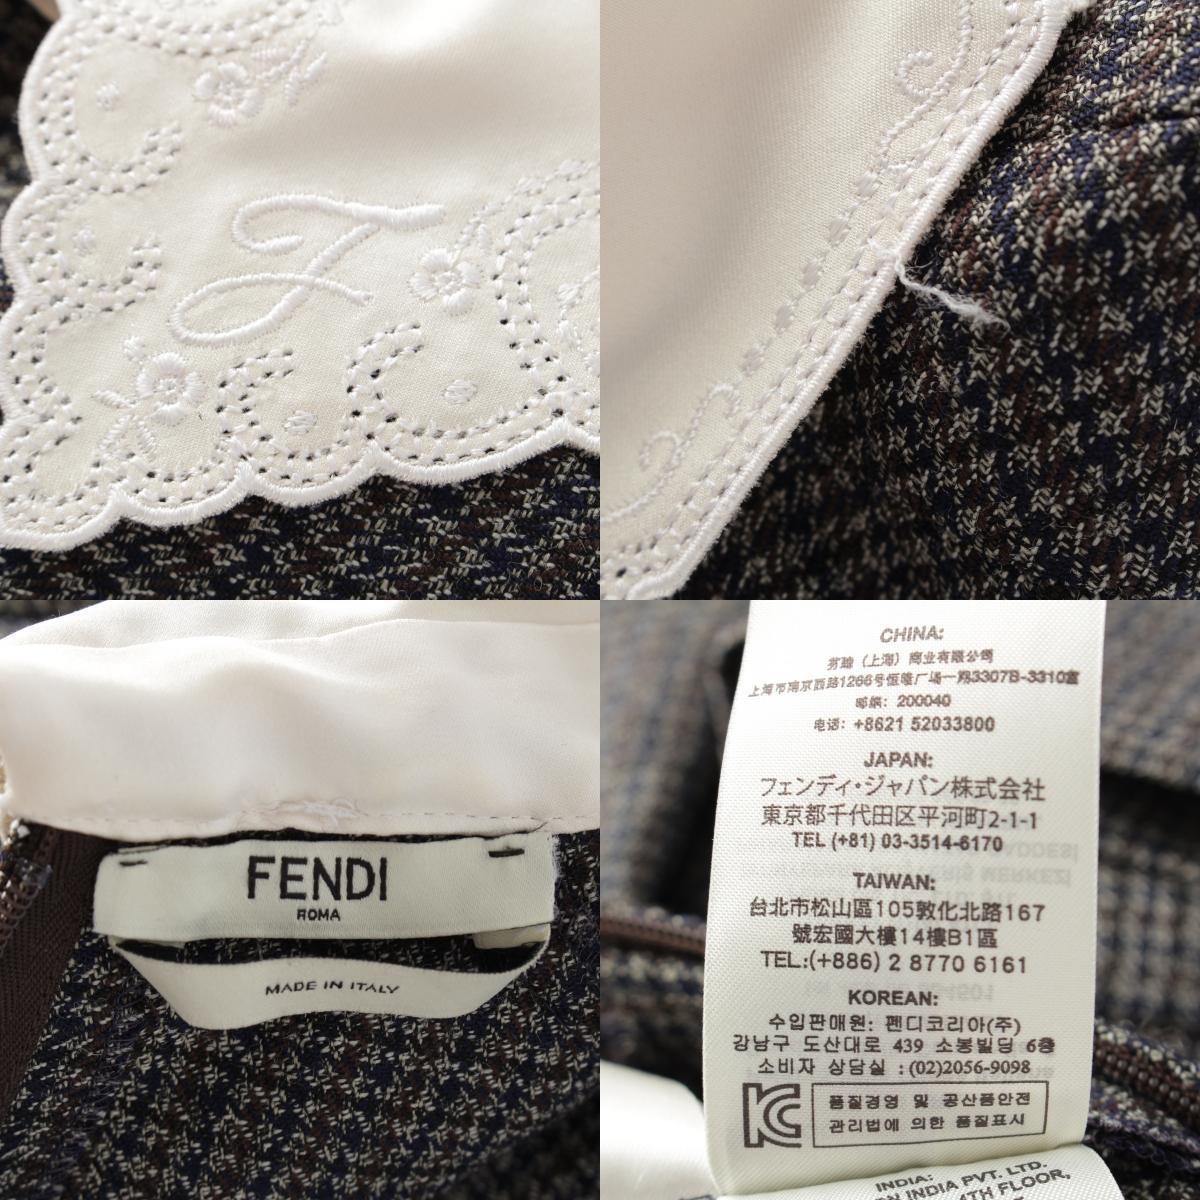 F
FENDI
ROMA
MADE IN ITALY
CHINA:
芬迪（上海）商业有限公司
上海市南京西路1266号恒隆广场一期3307B-3310室
邮编: 200040
电话: +8621 52033800
JAPAN:
フェンディ・ジャパン株式会社
東京都千代田区平河町2-1-1
TEL (+81) 03-3514-6170
TAIWAN:
台北市松山區105敦化北路167
號宏國大樓14樓B1區
TEL:(+886) 2 8770 6161
KOREAN:
수입판매원: 펜디코리아(주)
강남구 도산대로 439 소봉빌딩 6층
소비자 상담실 :(02)2056-9098
품질경영 및 공산품안전
관리법에 의한 품질표시
INDIA:
INDIA PVT. LTD.
FLOOR,